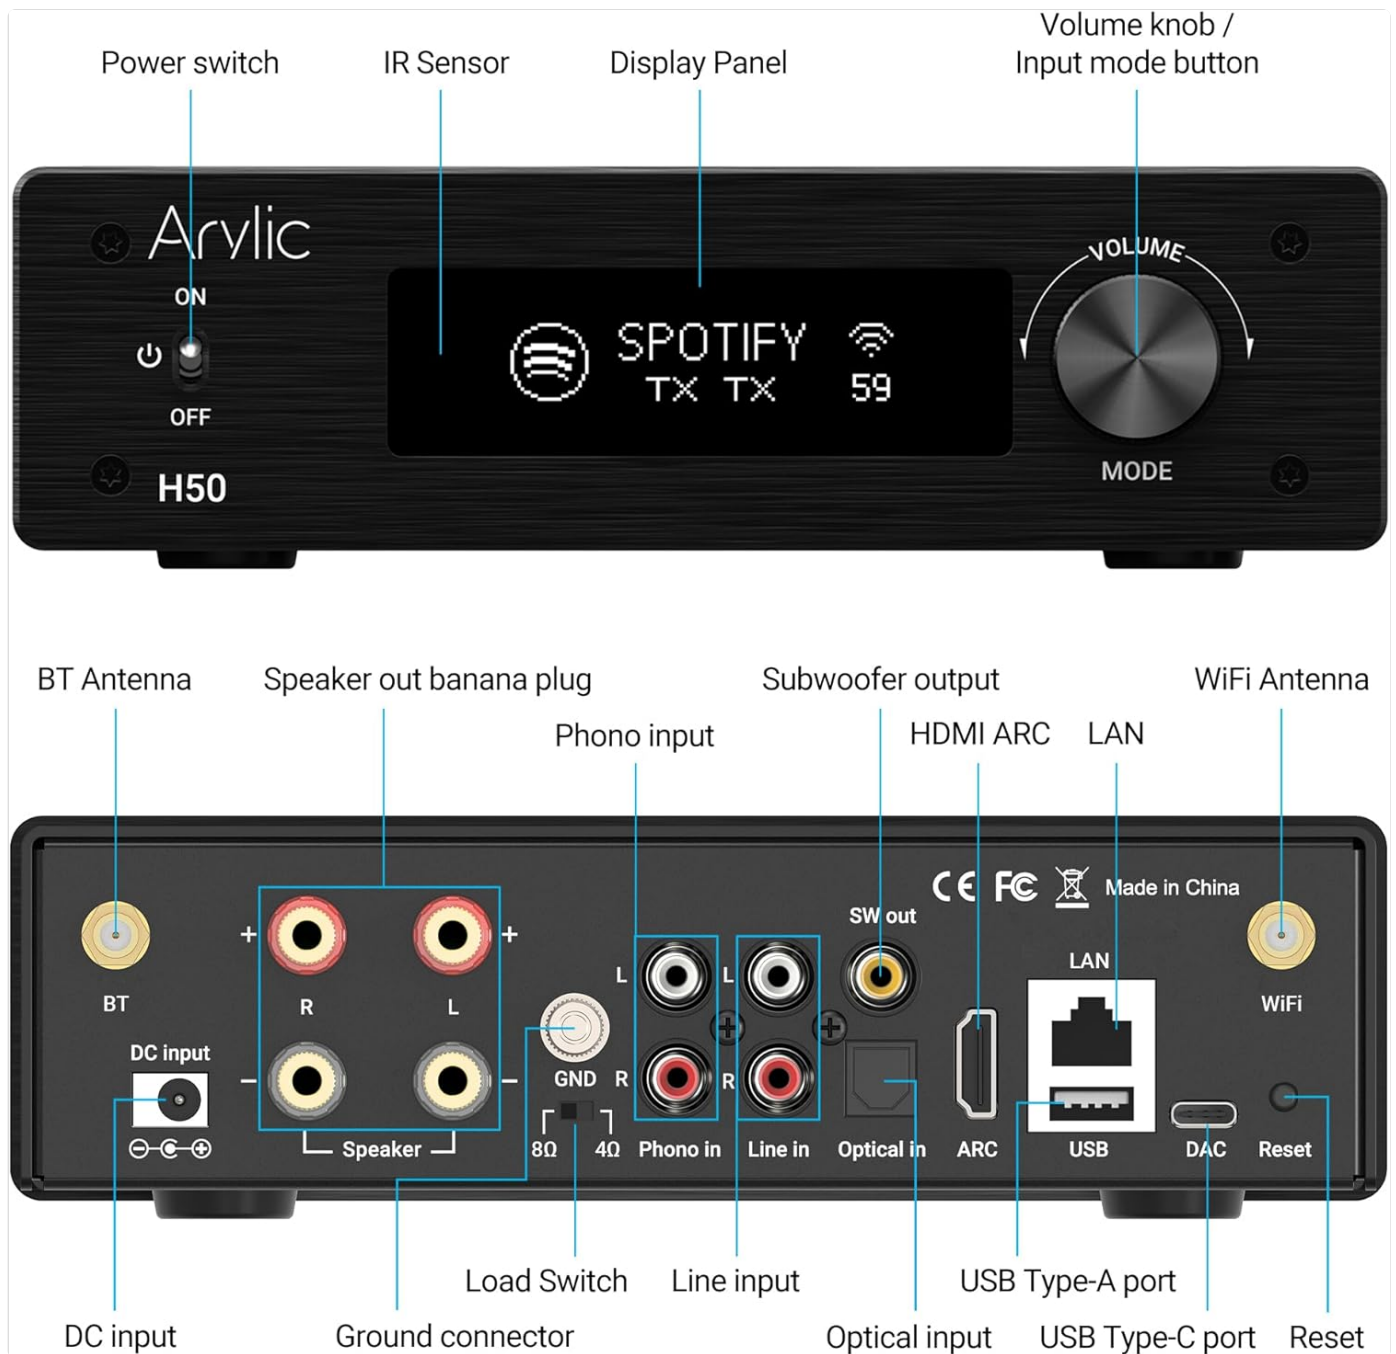 Power switch
IR Sensor
Display Panel
Volume knob /
Input mode button
Arylic
ON
OFF
H50
SPOTIFY
TX TX
59
VOLUME
MODE
BT Antenna
Speaker out banana plug
Phono input
Subwoofer output
HDMI ARC
LAN
WiFi Antenna
CE FC Made in China
SW out
LAN
+
+
L
L
BT
R
L
WiFi
DC input
−
−
GND
R
R
8Ω
4Ω
Speaker
Phono in
Line in
Optical in
ARC
USB
DAC
Reset
Load Switch
Line input
USB Type-A port
DC input
Ground connector
Optical input
USB Type-C port
Reset